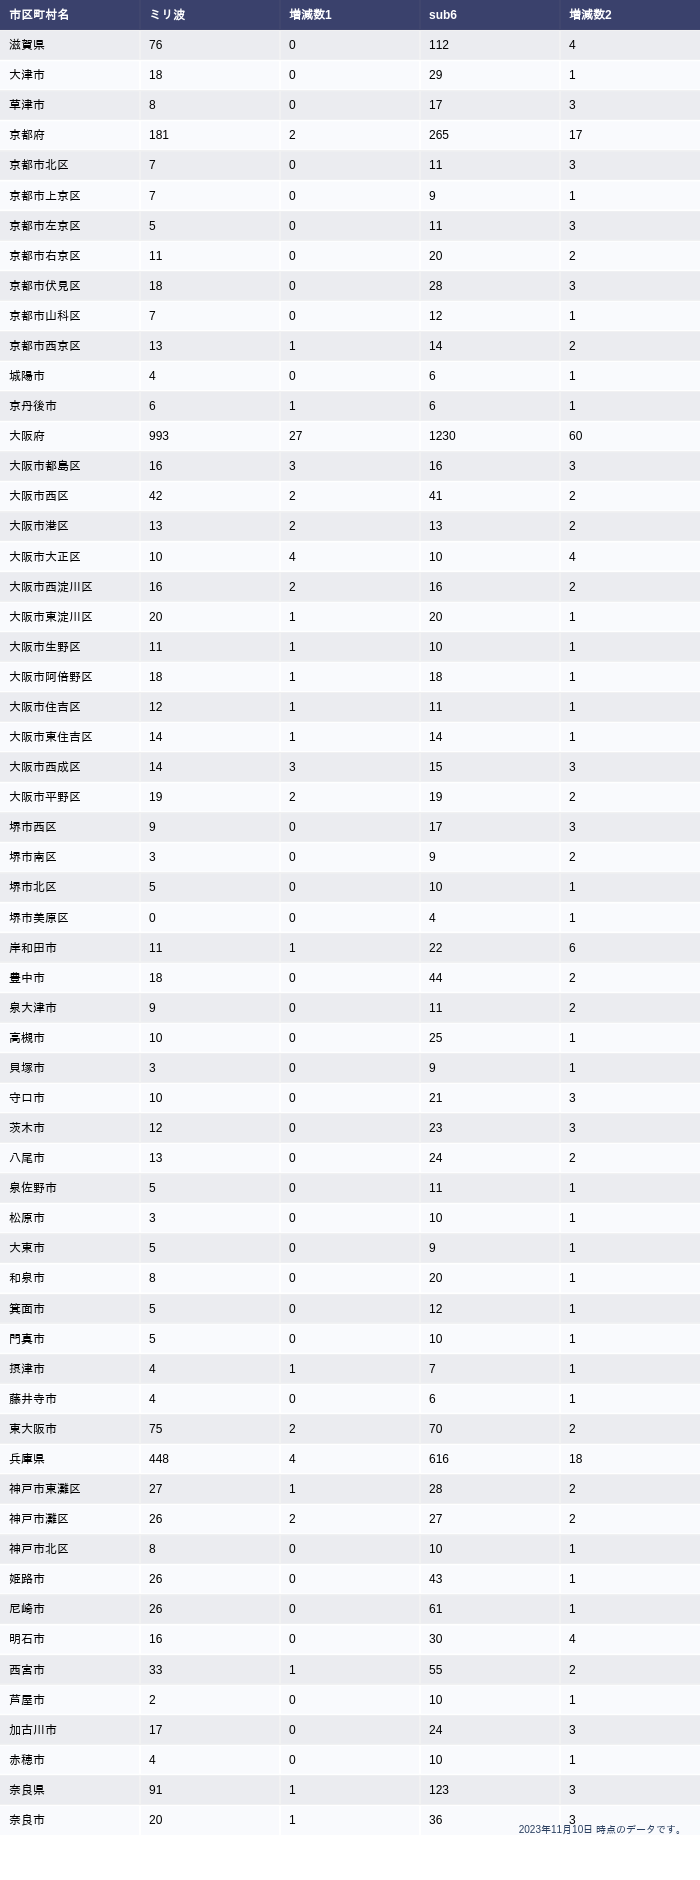 市区町村名 ミリ波 増減数1 sub6 増減数2
滋賀県 76 0 112 4
大津市 18 0 29 1
草津市 8 0 17 3
京都府 181 2 265 17
京都市北区 7 0 11 3
京都市上京区 7 0 9 1
京都市左京区 5 0 11 3
京都市右京区 11 0 20 2
京都市伏見区 18 0 28 3
京都市山科区 7 0 12 1
京都市西京区 13 1 14 2
城陽市 4 0 6 1
京丹後市 6 1 6 1
大阪府 993 27 1230 60
大阪市都島区 16 3 16 3
大阪市西区 42 2 41 2
大阪市港区 13 2 13 2
大阪市大正区 10 4 10 4
大阪市西淀川区 16 2 16 2
大阪市東淀川区 20 1 20 1
大阪市生野区 11 1 10 1
大阪市阿倍野区 18 1 18 1
大阪市住吉区 12 1 11 1
大阪市東住吉区 14 1 14 1
大阪市西成区 14 3 15 3
大阪市平野区 19 2 19 2
堺市西区 9 0 17 3
堺市南区 3 0 9 2
堺市北区 5 0 10 1
堺市美原区 0 0 4 1
岸和田市 11 1 22 6
豊中市 18 0 44 2
泉大津市 9 0 11 2
高槻市 10 0 25 1
貝塚市 3 0 9 1
守口市 10 0 21 3
茨木市 12 0 23 3
八尾市 13 0 24 2
泉佐野市 5 0 11 1
松原市 3 0 10 1
大東市 5 0 9 1
和泉市 8 0 20 1
箕面市 5 0 12 1
門真市 5 0 10 1
摂津市 4 1 7 1
藤井寺市 4 0 6 1
東大阪市 75 2 70 2
兵庫県 448 4 616 18
神戸市東灘区 27 1 28 2
神戸市灘区 26 2 27 2
神戸市北区 8 0 10 1
姫路市 26 0 43 1
尼崎市 26 0 61 1
明石市 16 0 30 4
西宮市 33 1 55 2
芦屋市 2 0 10 1
加古川市 17 0 24 3
赤穂市 4 0 10 1
奈良県 91 1 123 3
奈良市 20 1 36 3
2023年11月10日 時点のデータです。